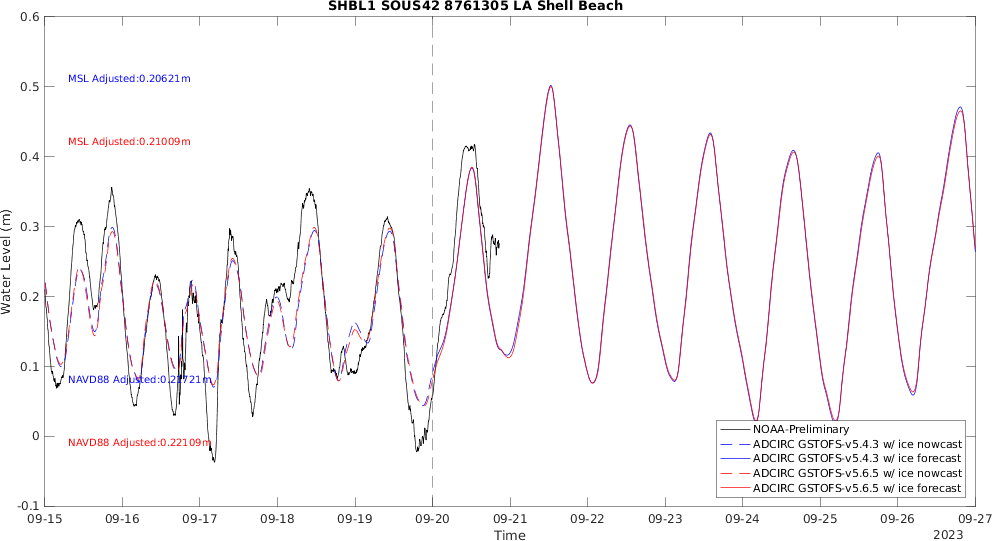 SHBL1 SOUS42 8761305 LA Shell Beach
Water Level (m)
0.6
0.5
0.4
0.3
0.2
0.1
0
-0.1
MSL Adjusted:0.20621m
MSL Adjusted:0.21009m
NAVD88 Adjusted:0.21721m
NAVD88 Adjusted:0.22109m
NOAA-Preliminary
ADCIRC GSTOFS-v5.4.3 w/ ice nowcast
ADCIRC GSTOFS-v5.4.3 w/ ice forecast
ADCIRC GSTOFS-v5.6.5 w/ ice nowcast
ADCIRC GSTOFS-v5.6.5 w/ ice forecast
09-15 09-16 09-17 09-18 09-19 09-20 09-21 09-22 09-23 09-24 09-25 09-26 09-27
Time
2023